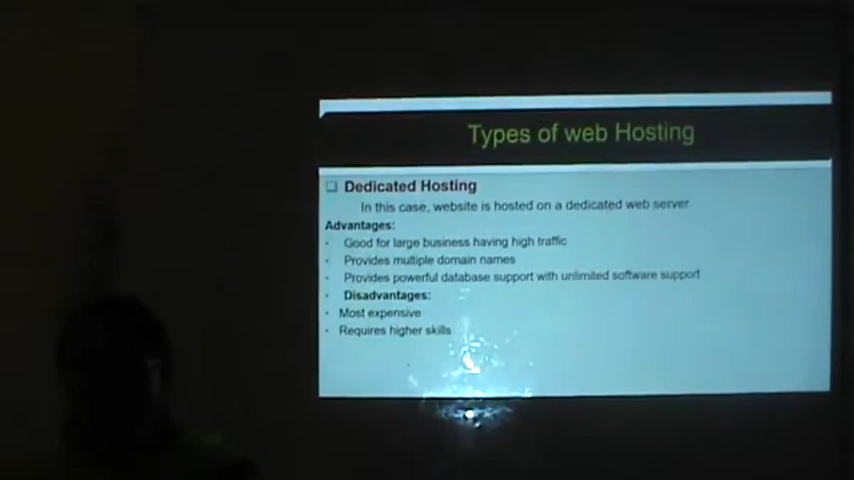 Types of web Hosting
Dedicated Hosting
In this case, website is hosted on a dedicated web server
Advantages:
• Good for large business having high traffic
• Provides multiple domain names
• Provides powerful database support with unlimited software support
• Disadvantages:
• Most expensive
• Requires higher skills